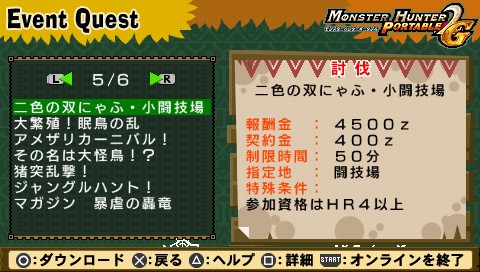 Event Quest
MONSTER HUNTER
PORTABLE 2nd G
L 5/6 R
二色の双にゃふ・小闘技場
大繁殖！眠鳥の乱
アメザリカーニバル！
その名は大怪鳥！？
猪突乱撃！
ジャングルハント！
マガジン　暴虐の轟竜
討伐
二色の双にゃふ・小闘技場
報酬金　：　４５００ｚ
契約金　：　４００ｚ
制限時間：　５０分
指定地　：　闘技場
特殊条件：
参加資格はＨＲ４以上
○:ダウンロード ×:戻る △:ヘルプ □:詳細 START:オンラインを終了